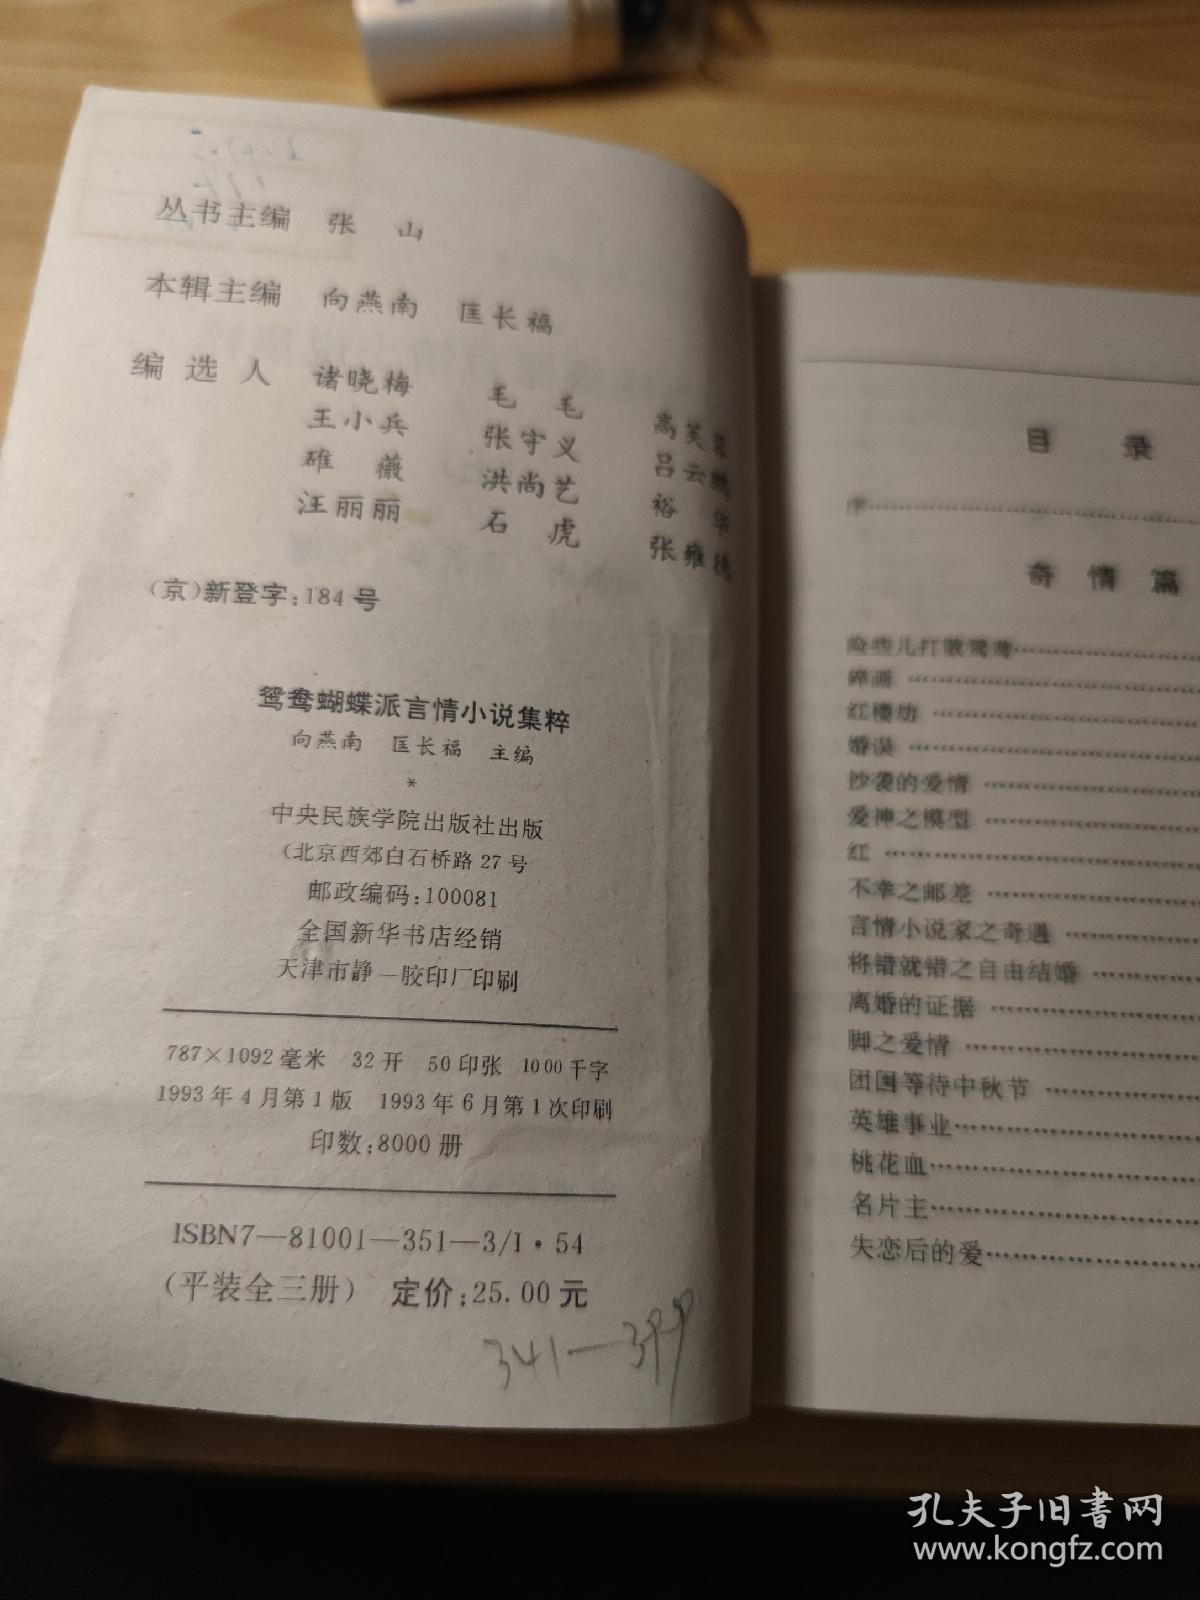 丛书主编 张 山
本辑主编 向燕南 匡长福
编 选 人 诸晓梅 毛 毛 高芙蓉
王小兵 张守义 吕云鹏
碓 薇 洪尚艺 裕 华
汪丽丽 石 虎 张雍德
(京)新登字:184号
鸳鸯蝴蝶派言情小说集粹
向燕南 匡长福 主编
*
中央民族学院出版社出版
(北京西郊白石桥路27号
邮政编码:100081
全国新华书店经销
天津市静一胶印厂印刷
787×1092毫米 32开 50印张 1000千字
1993年4月第1版 1993年6月第1次印刷
印数:8000册
ISBN7—81001—351—3/I·54
(平装全三册) 定价:25.00元
341—399
目 录
序
奇 情 篇
险些儿打散鸳鸯
碎画
红楼劫
婚误
抄袭的爱情
爱神之模型
红
不幸之邮差
言情小说家之奇遇
将错就错之自由结婚
离婚的证据
脚之爱情
团圆等待中秋节
英雄事业
桃花血
名片主
失恋后的爱
孔夫子旧书网
www.kongfz.com